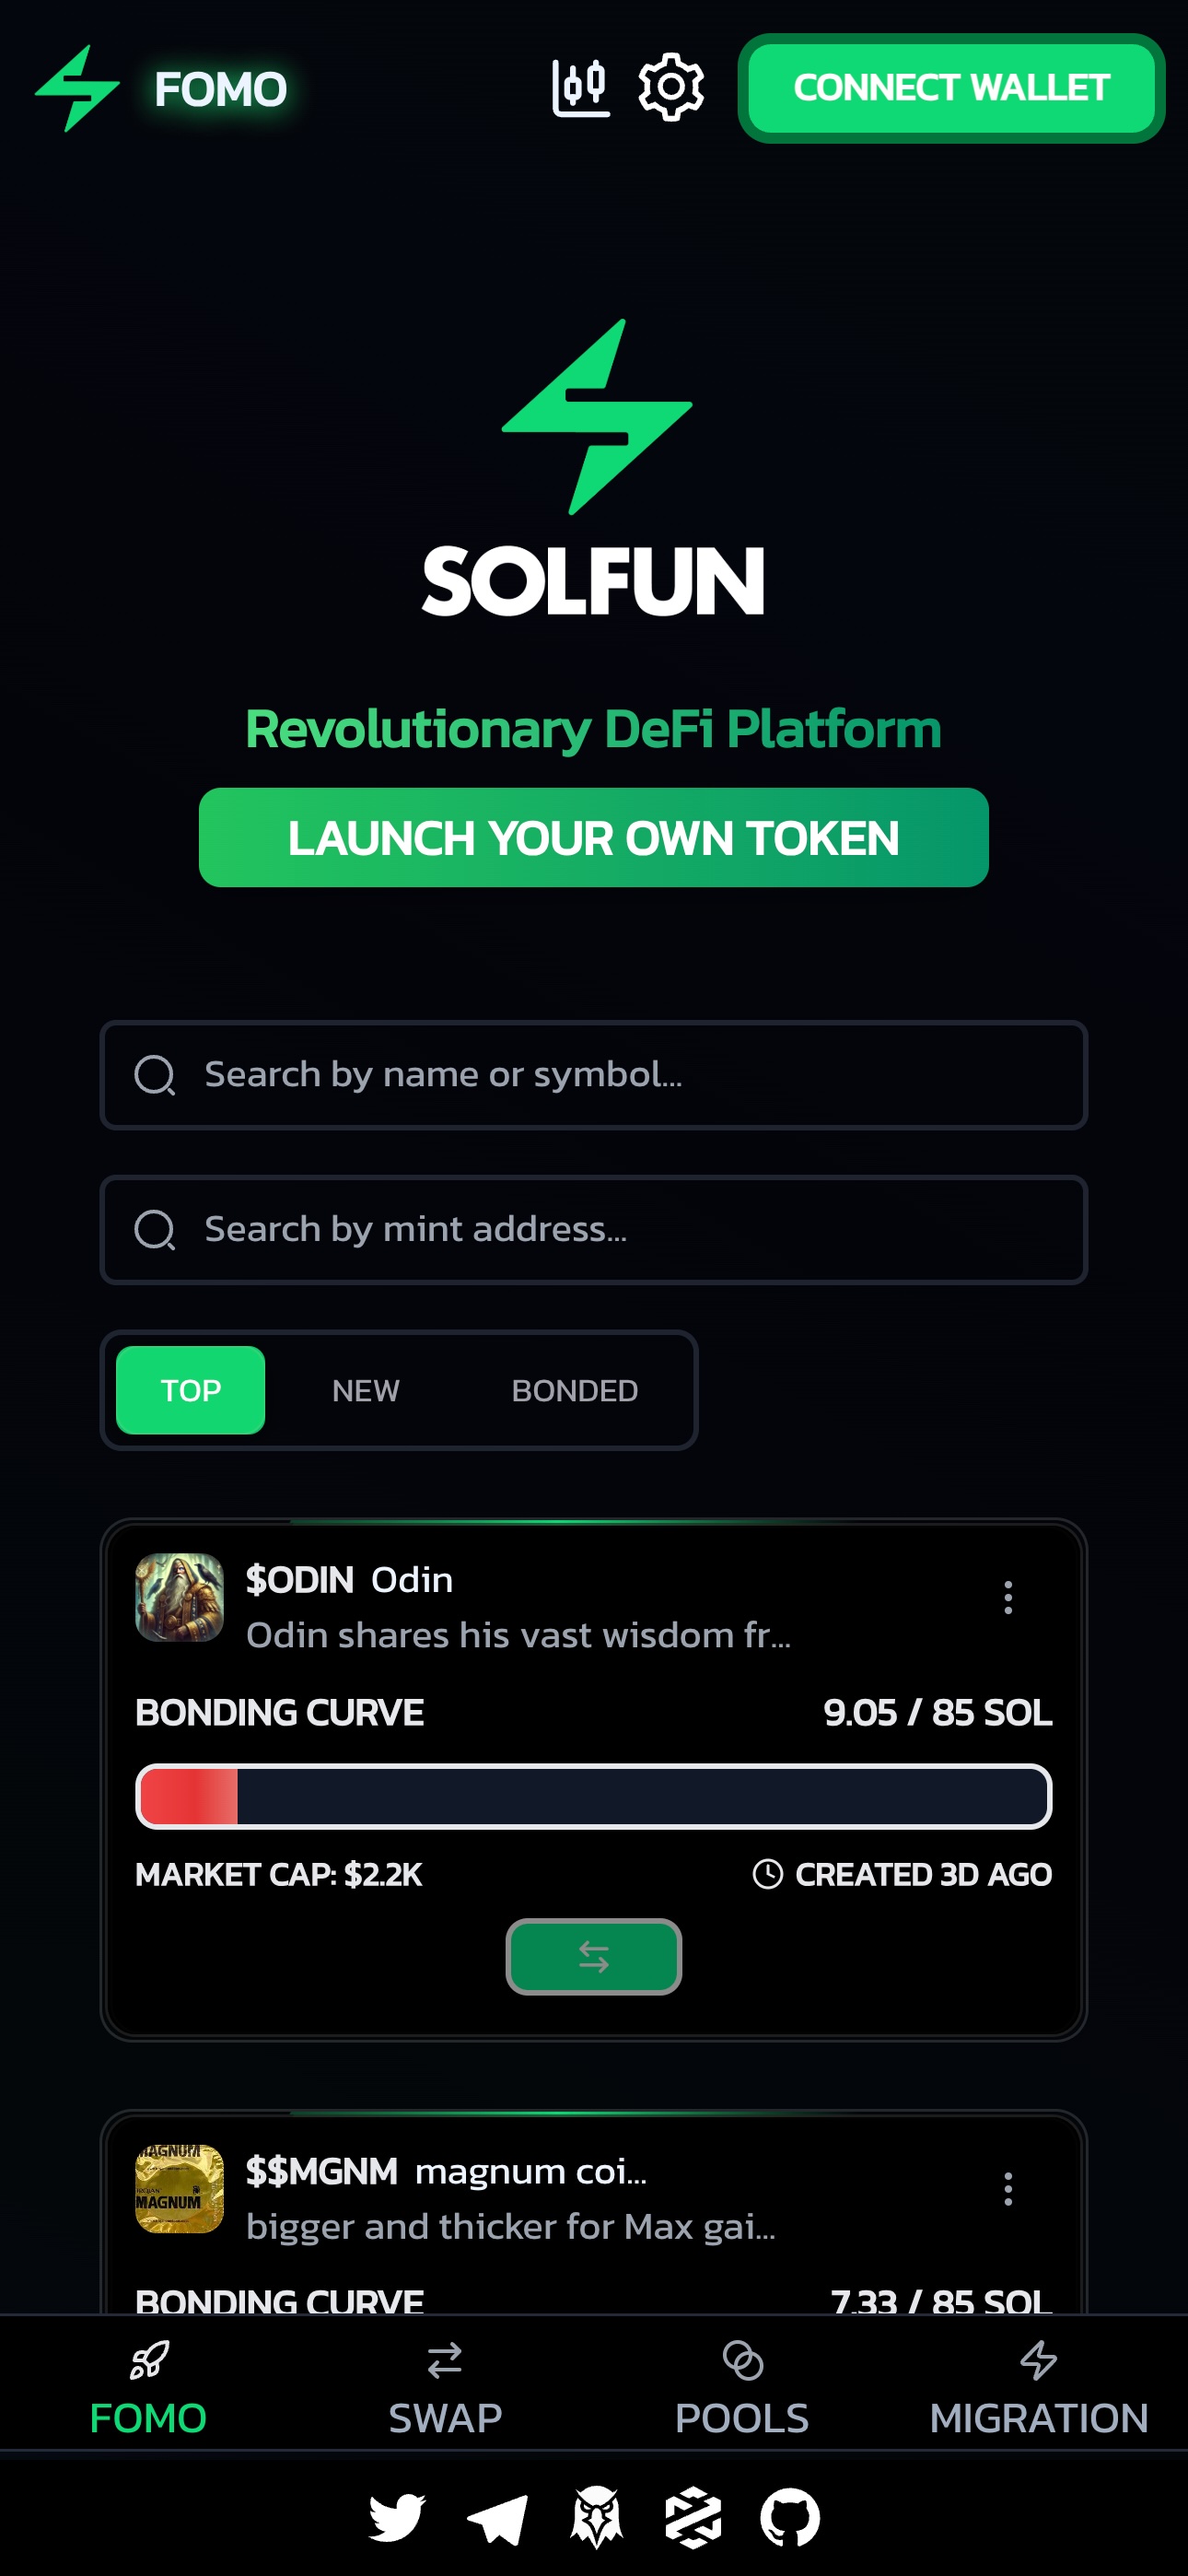 FOMO
CONNECT WALLET
SOLFUN
Revolutionary DeFi Platform
LAUNCH YOUR OWN TOKEN
Search by name or symbol...
Search by mint address...
TOP NEW BONDED
$ODIN Odin
Odin shares his vast wisdom fr...
BONDING CURVE 9.05 / 85 SOL
MARKET CAP: $2.2K CREATED 3D AGO
MAGNUM
MAGNUM
$$MGNM magnum coi...
bigger and thicker for Max gai...
BONDING CURVE 7.33 / 85 SOL
FOMO SWAP POOLS MIGRATION